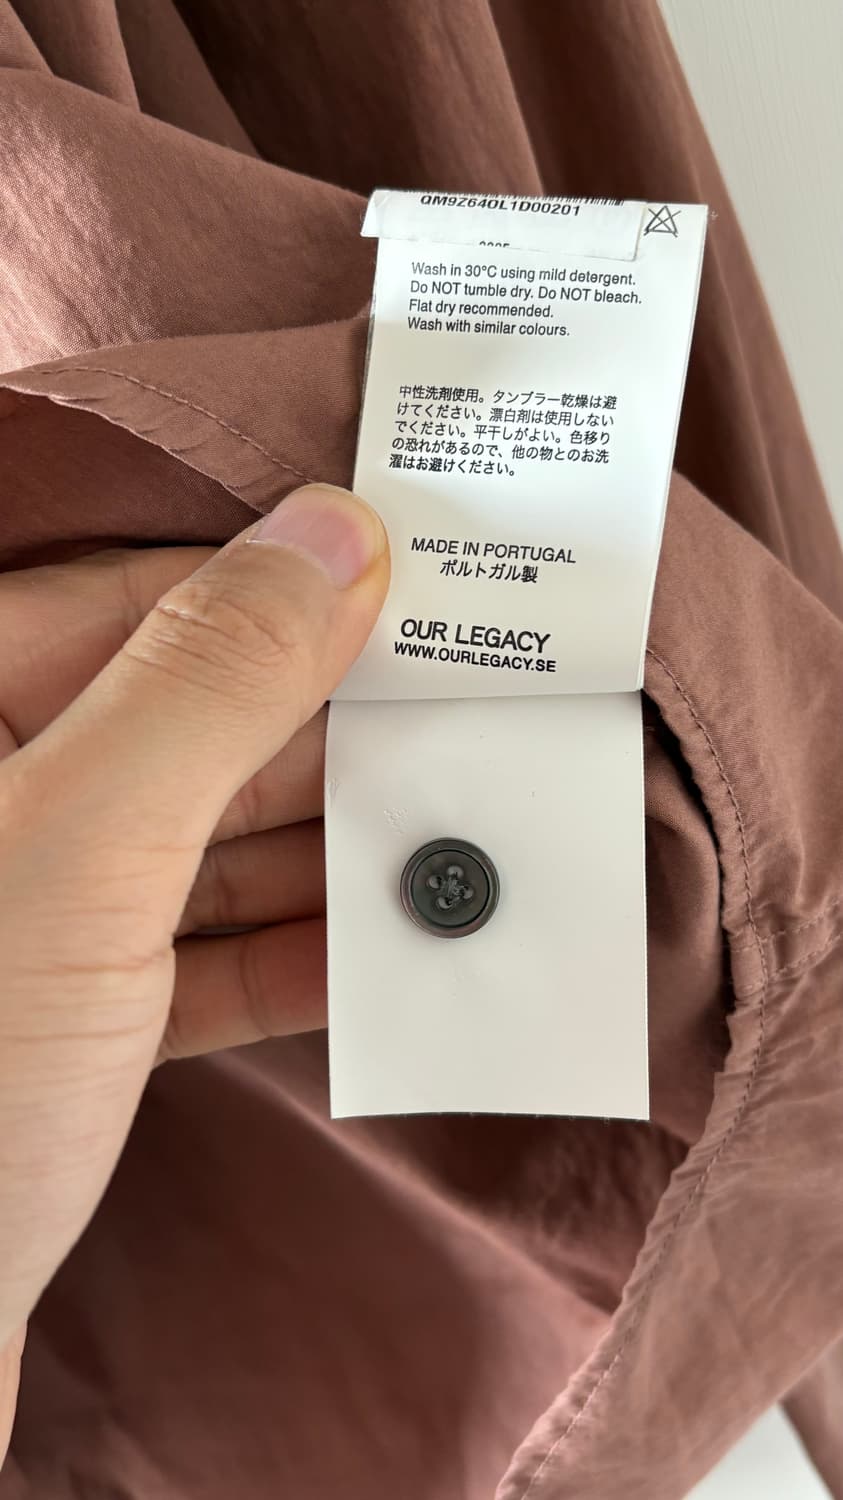 QM9Z64OL1D00201
Wash in 30°C using mild detergent.
Do NOT tumble dry. Do NOT bleach.
Flat dry recommended.
Wash with similar colours.
中性洗剤使用。タンブラー乾燥は避
けてください。漂白剤は使用しない
でください。平干しがよい。色移り
の恐れがあるので、他の物とのお洗
濯はお避けください。
MADE IN PORTUGAL
ポルトガル製
OUR LEGACY
WWW.OURLEGACY.SE